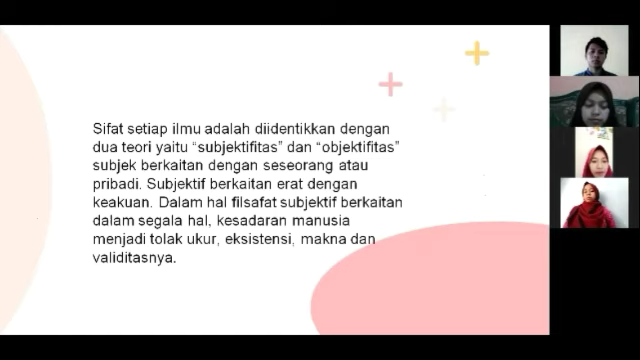 Sifat setiap ilmu adalah diidentikkan dengan
dua teori yaitu “subjektifitas” dan “objektifitas”
subjek berkaitan dengan seseorang atau
pribadi. Subjektif berkaitan erat dengan
keakuan. Dalam hal filsafat subjektif berkaitan
dalam segala hal, kesadaran manusia
menjadi tolak ukur, eksistensi, makna dan
validitasnya.